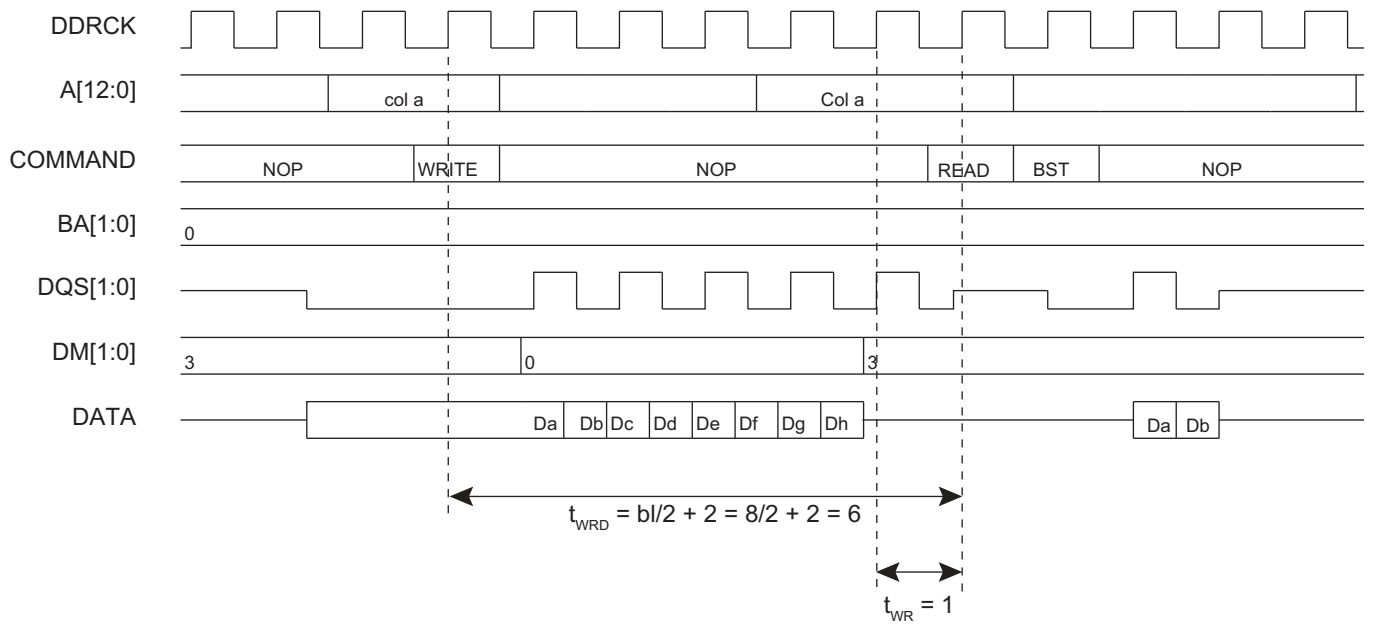 DDRCK
A[12:0] col a Col a
COMMAND NOP WRITE NOP READ BST NOP
BA[1:0] 0
DQS[1:0]
DM[1:0] 3 0 3
DATA Da Db Dc Dd De Df Dg Dh Da Db
tWRD = bl/2 + 2 = 8/2 + 2 = 6
tWR = 1